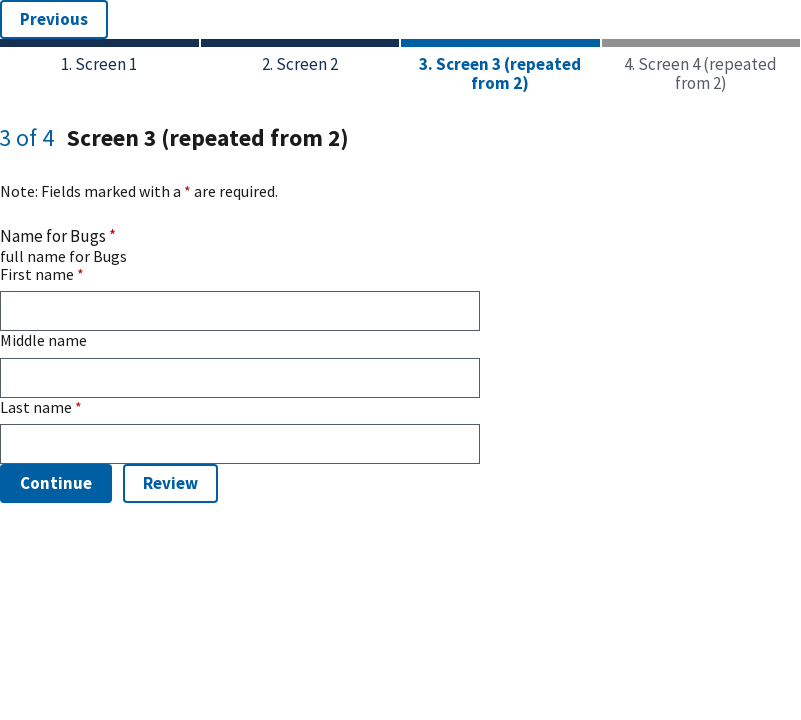 Previous
1. Screen 1
2. Screen 2
3. Screen 3 (repeated
from 2)
4. Screen 4 (repeated
from 2)
3 of 4 Screen 3 (repeated from 2)
Note: Fields marked with a * are required.
Name for Bugs *
full name for Bugs
First name *
Middle name
Last name *
Continue
Review